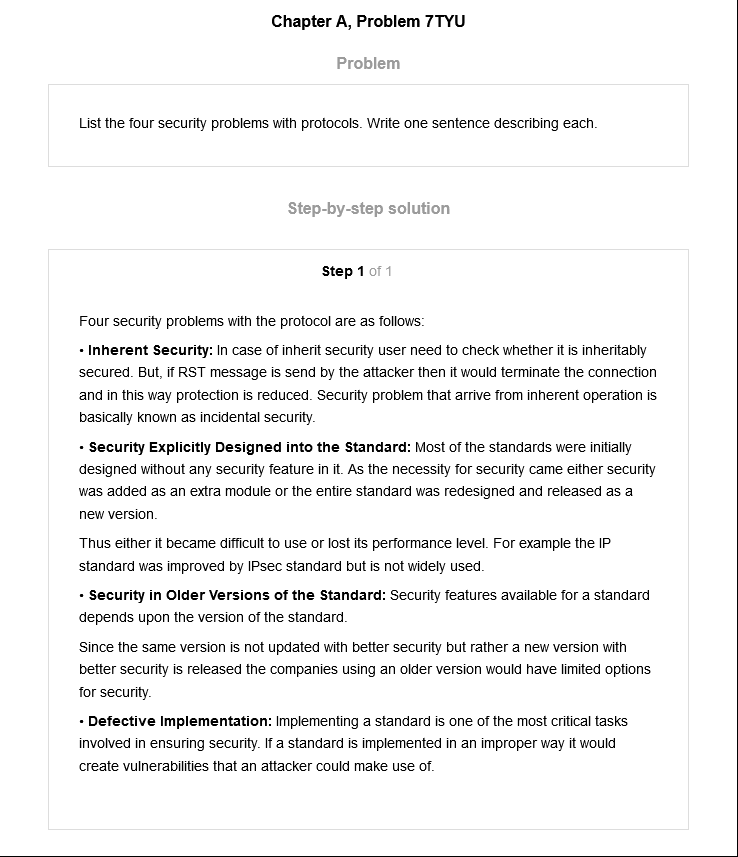 Chapter A, Problem 7TYU
Problem
List the four security problems with protocols. Write one sentence describing each.
Step-by-step solution
Step 1 of 1
Four security problems with the protocol are as follows:
• Inherent Security: In case of inherit security user need to check whether it is inheritably
secured. But, if RST message is send by the attacker then it would terminate the connection
and in this way protection is reduced. Security problem that arrive from inherent operation is
basically known as incidental security.
• Security Explicitly Designed into the Standard: Most of the standards were initially
designed without any security feature in it. As the necessity for security came either security
was added as an extra module or the entire standard was redesigned and released as a
new version.
Thus either it became difficult to use or lost its performance level. For example the IP
standard was improved by IPsec standard but is not widely used.
• Security in Older Versions of the Standard: Security features available for a standard
depends upon the version of the standard.
Since the same version is not updated with better security but rather a new version with
better security is released the companies using an older version would have limited options
for security.
• Defective Implementation: Implementing a standard is one of the most critical tasks
involved in ensuring security. If a standard is implemented in an improper way it would
create vulnerabilities that an attacker could make use of.